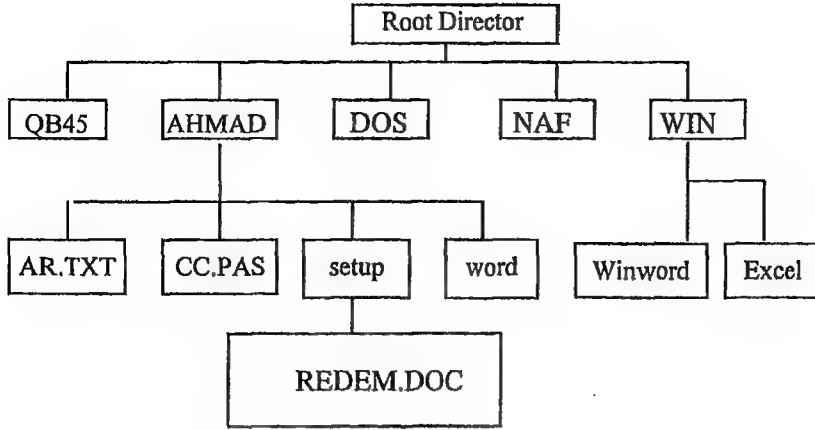 Root Director
QB45 AHMAD DOS NAF WIN
AR.TXT CC.PAS setup word Winword Excel
REDEM.DOC